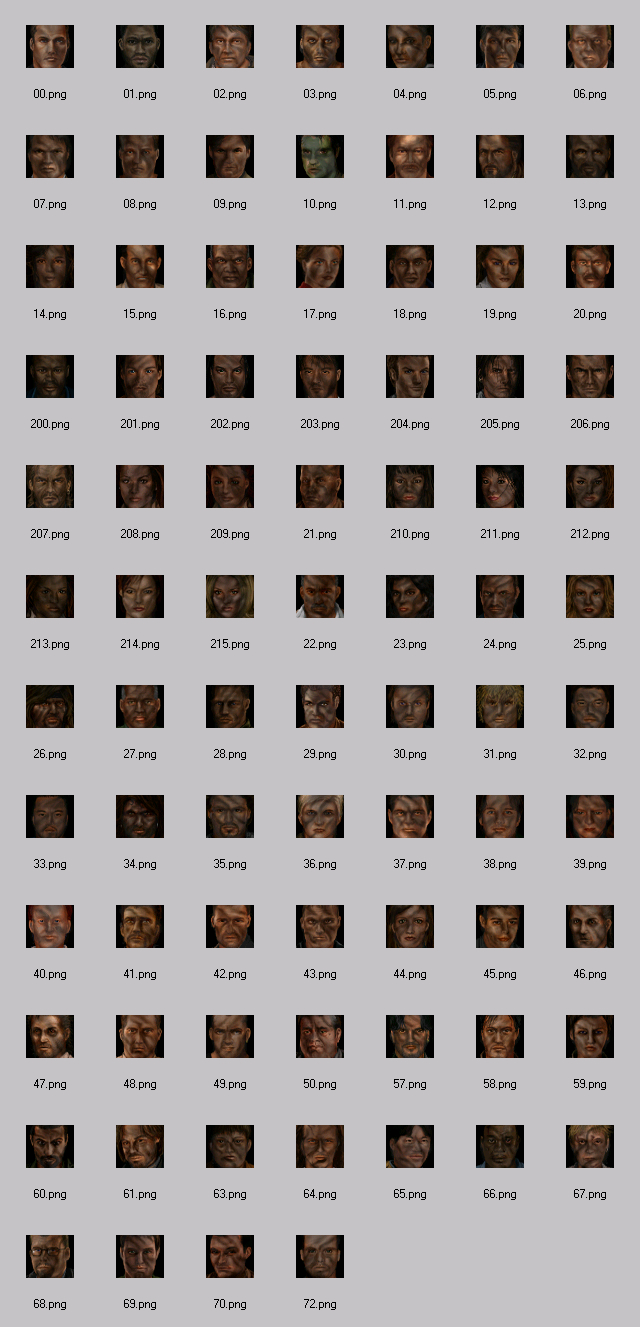 00.png 01.png 02.png 03.png 04.png 05.png 06.png
07.png 08.png 09.png 10.png 11.png 12.png 13.png
14.png 15.png 16.png 17.png 18.png 19.png 20.png
200.png 201.png 202.png 203.png 204.png 205.png 206.png
207.png 208.png 209.png 21.png 210.png 211.png 212.png
213.png 214.png 215.png 22.png 23.png 24.png 25.png
26.png 27.png 28.png 29.png 30.png 31.png 32.png
33.png 34.png 35.png 36.png 37.png 38.png 39.png
40.png 41.png 42.png 43.png 44.png 45.png 46.png
47.png 48.png 49.png 50.png 57.png 58.png 59.png
60.png 61.png 63.png 64.png 65.png 66.png 67.png
68.png 69.png 70.png 72.png